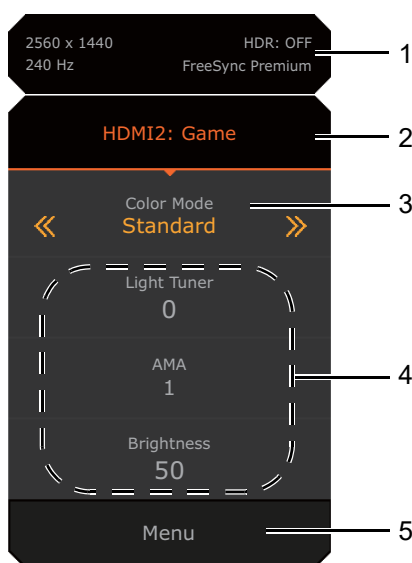 2560 x 1440 HDR: OFF
240 Hz FreeSync Premium
1
HDMI2: Game
2
Color Mode
3
Standard
Light Tuner
0
AMA
1
4
Brightness
50
Menu
5